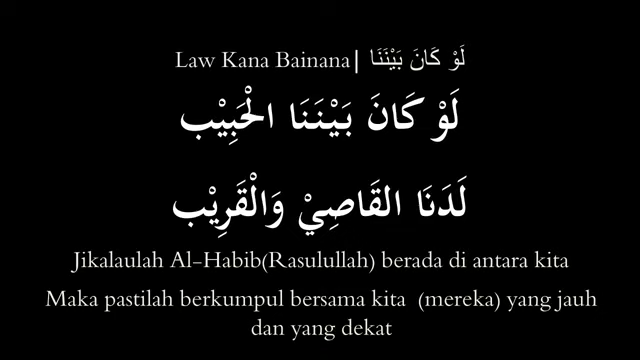 Law Kana Bainana| لَوْ كَانَ بَيْنَنَا
لَوْ كَانَ بَيْنَنَا الْحَبِيْب
لَدَنَا القَاصِيْ وَالْقَرِيْب
Jikalaulah Al-Habib(Rasulullah) berada di antara kita
Maka pastilah berkumpul bersama kita (mereka) yang jauh
dan yang dekat